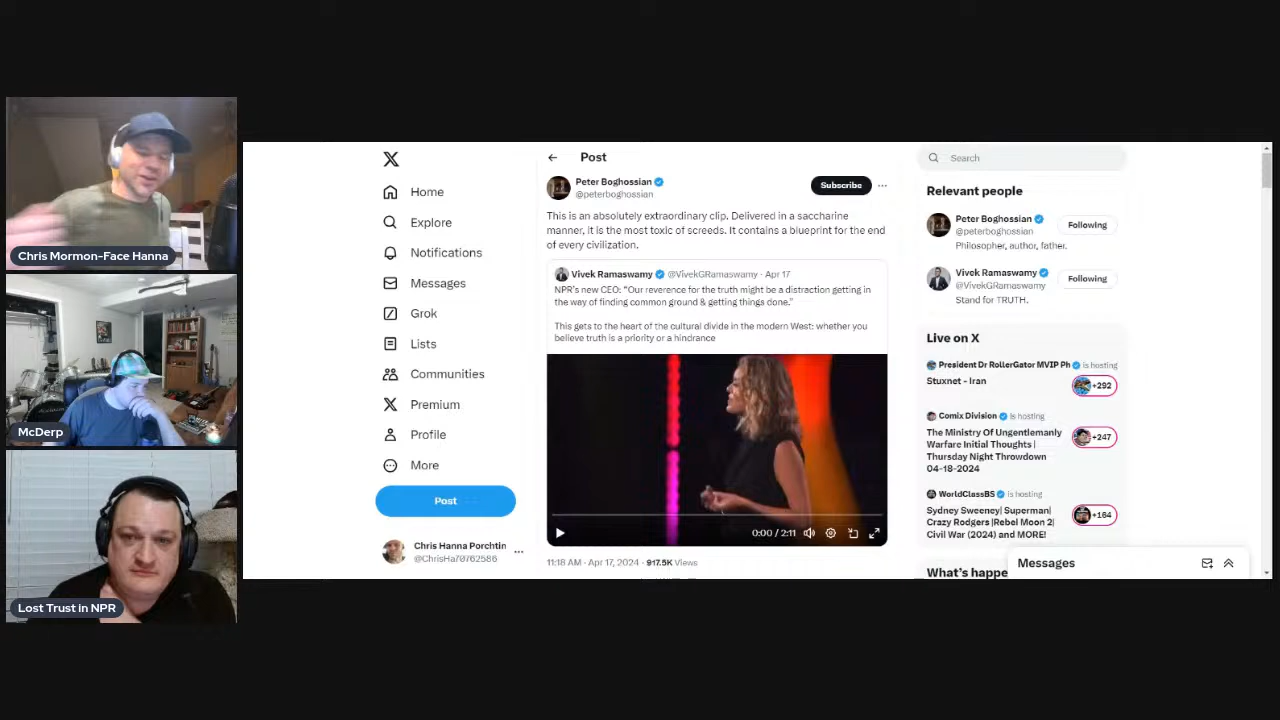 Chris Mormon-Face Hanna
McDerp
Lost Trust in NPR
Home
Explore
Notifications
Messages
Grok
Lists
Communities
Premium
Profile
More
Post
Chris Hanna Porchtin
@ChrisHa70762586
Post
Peter Boghossian
@peterboghossian
Subscribe
This is an absolutely extraordinary clip. Delivered in a saccharine
manner, it is the most toxic of screeds. It contains a blueprint for the end
of every civilization.
Vivek Ramaswamy @VivekGRamaswamy · Apr 17
NPR's new CEO: “Our reverence for the truth might be a distraction getting in
the way of finding common ground & getting things done.”
This gets to the heart of the cultural divide in the modern West: whether you
believe truth is a priority or a hindrance
0:00 / 2:11
11:18 AM · Apr 17, 2024 · 917.5K Views
Search
Relevant people
Peter Boghossian
@peterboghossian
Following
Philosopher, author, father.
Vivek Ramaswamy
@VivekGRamaswamy
Following
Stand for TRUTH.
Live on X
President Dr RollerGator MVIP Ph is hosting
Stuxnet - Iran
+292
Comix Division is hosting
The Ministry Of Ungentlemanly
Warfare Initial Thoughts |
Thursday Night Throwdown
04-18-2024
+247
WorldClassBS is hosting
Sydney Sweeney| Superman|
Crazy Rodgers |Rebel Moon 2|
Civil War (2024) and MORE!
+164
What's happe
Messages